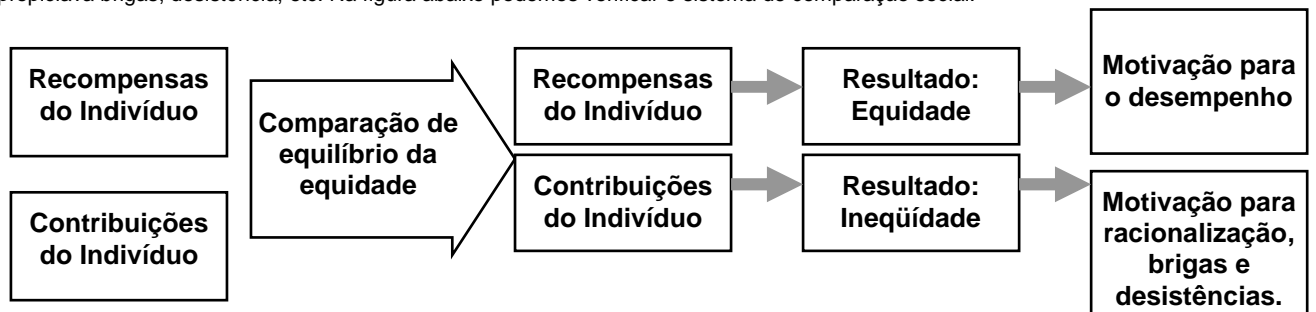 propiciava brigas, desistência, etc. Na figura abaixo podemos verificar o sistema de comparação social.
Recompensas
do Indivíduo
Contribuições
do Indivíduo
Comparação de
equilíbrio da
equidade
Recompensas
do Indivíduo
Contribuições
do Indivíduo
Resultado:
Equidade
Resultado:
Ineqüídade
Motivação para
o desempenho
Motivação para
racionalização,
brigas e
desistências.